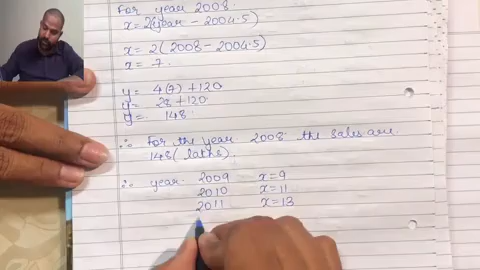 For year 2008
x = 2(year - 2004.5)
x = 2(2008 - 2004.5)
x = 7.
y = 4(7) + 120
y = 28 + 120
y = 148
∴ For the year 2008 the sales are
148 (lakhs).
∴ year 2009 x = 9
2010 x = 11
2011 x = 13